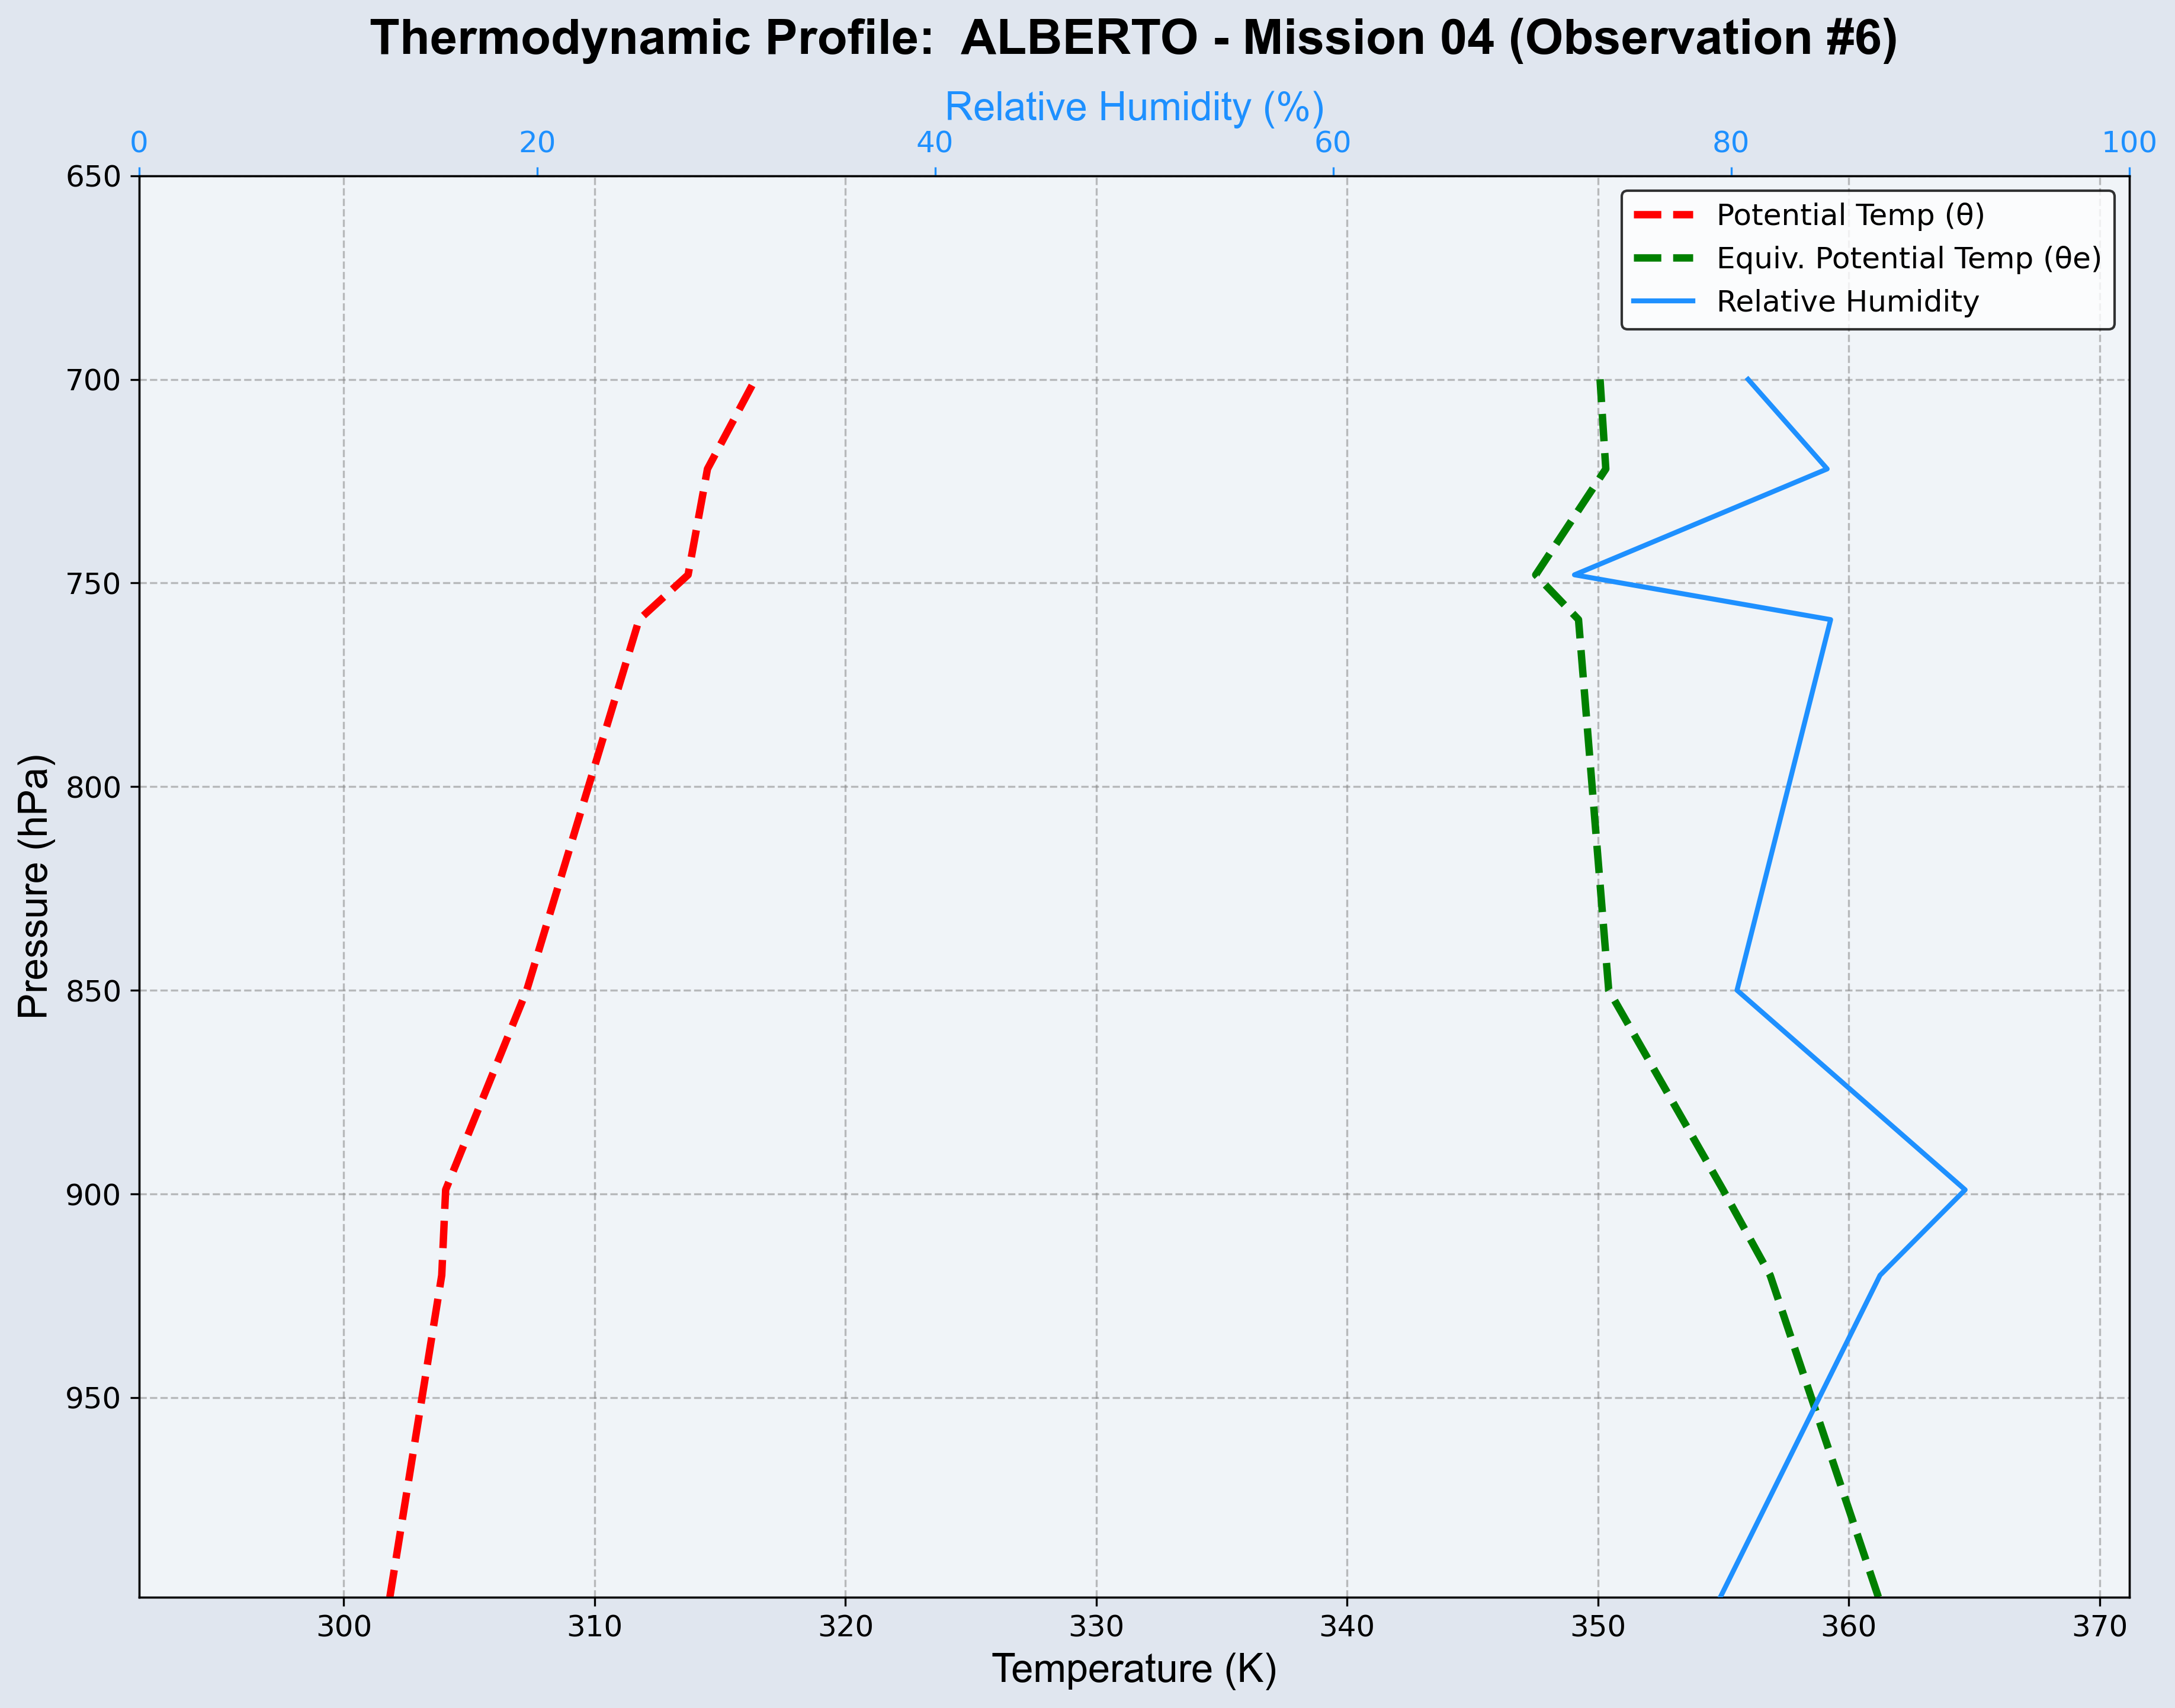 Thermodynamic Profile:  ALBERTO - Mission 04 (Observation #6)
Relative Humidity (%)
0 20 40 60 80 100
Potential Temp (θ)
Equiv. Potential Temp (θe)
Relative Humidity
Pressure (hPa)
650
700
750
800
850
900
950
300 310 320 330 340 350 360 370
Temperature (K)